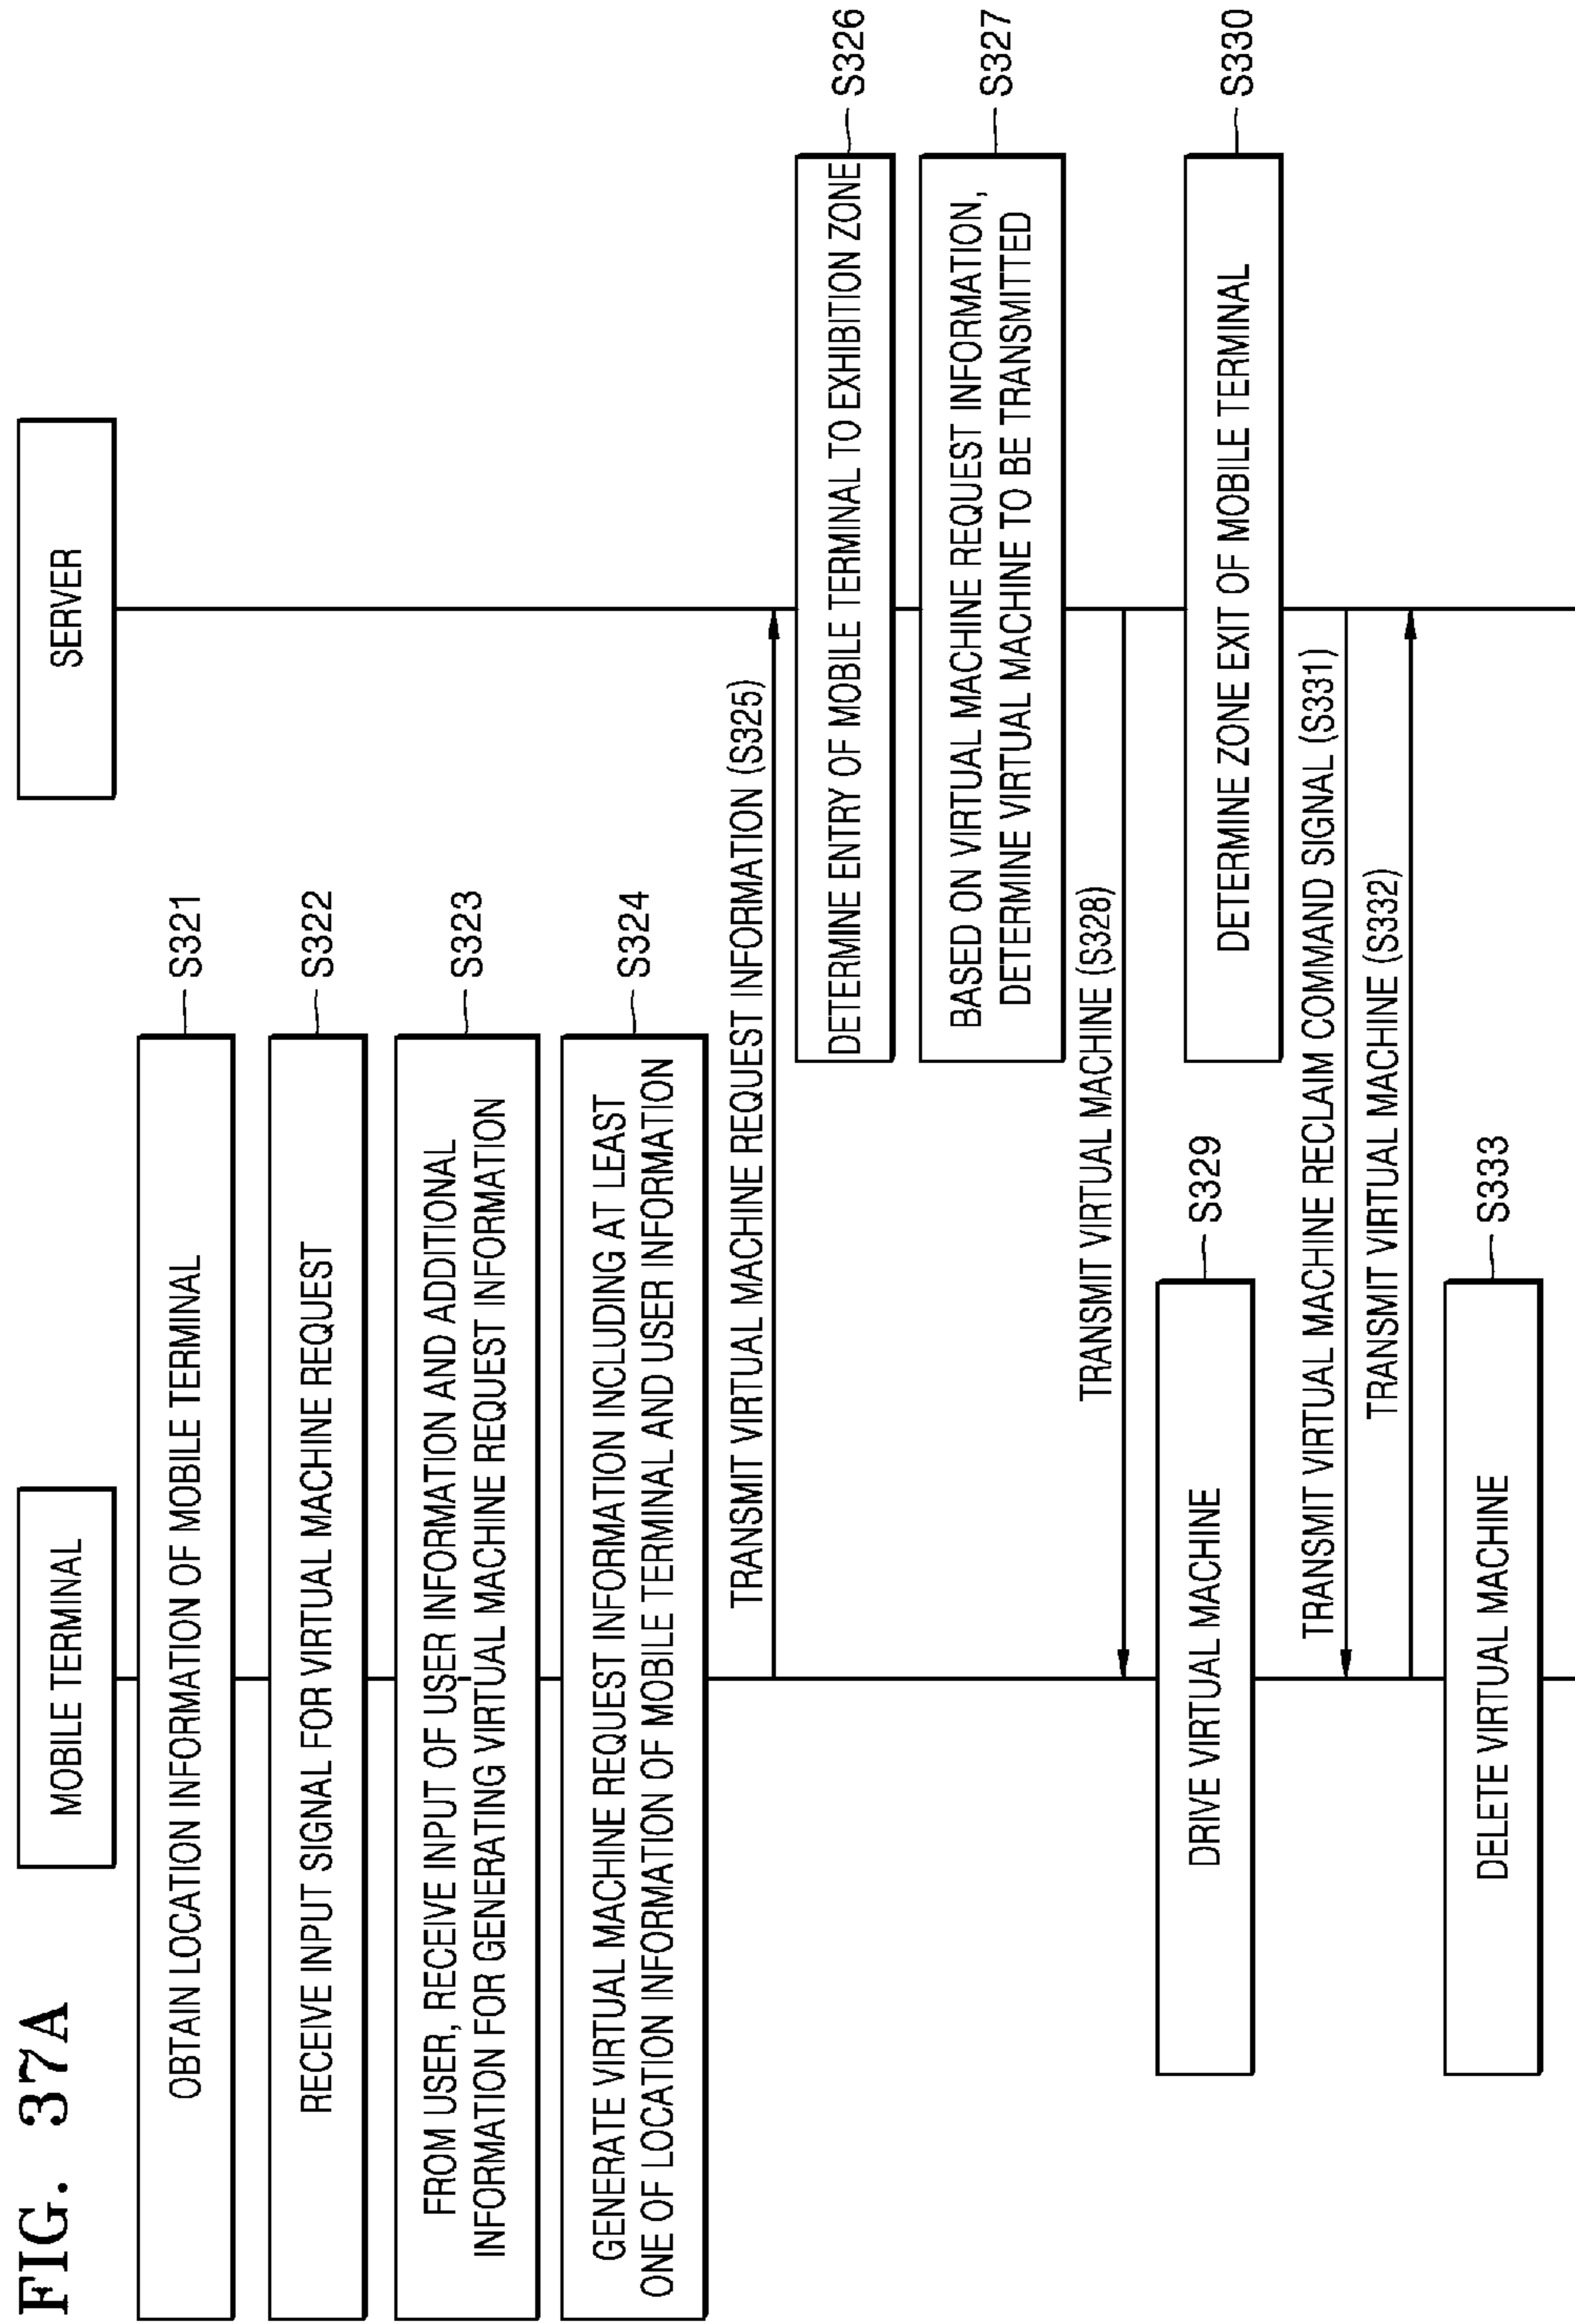 FIG. 37A
MOBILE TERMINAL
SERVER
OBTAIN LOCATION INFORMATION OF MOBILE TERMINAL
S321
RECEIVE INPUT SIGNAL FOR VIRTUAL MACHINE REQUEST
S322
FROM USER, RECEIVE INPUT OF USER INFORMATION AND ADDITIONAL
INFORMATION FOR GENERATING VIRTUAL MACHINE REQUEST INFORMATION
S323
GENERATE VIRTUAL MACHINE REQUEST INFORMATION INCLUDING AT LEAST
ONE OF LOCATION INFORMATION OF MOBILE TERMINAL AND USER INFORMATION
S324
TRANSMIT VIRTUAL MACHINE REQUEST INFORMATION (S325)
DETERMINE ENTRY OF MOBILE TERMINAL TO EXHIBITION ZONE
S326
BASED ON VIRTUAL MACHINE REQUEST INFORMATION,
DETERMINE VIRTUAL MACHINE TO BE TRANSMITTED
S327
TRANSMIT VIRTUAL MACHINE (S328)
DRIVE VIRTUAL MACHINE
S329
DETERMINE ZONE EXIT OF MOBILE TERMINAL
S330
TRANSMIT VIRTUAL MACHINE RECLAIM COMMAND SIGNAL (S331)
TRANSMIT VIRTUAL MACHINE (S332)
DELETE VIRTUAL MACHINE
S333